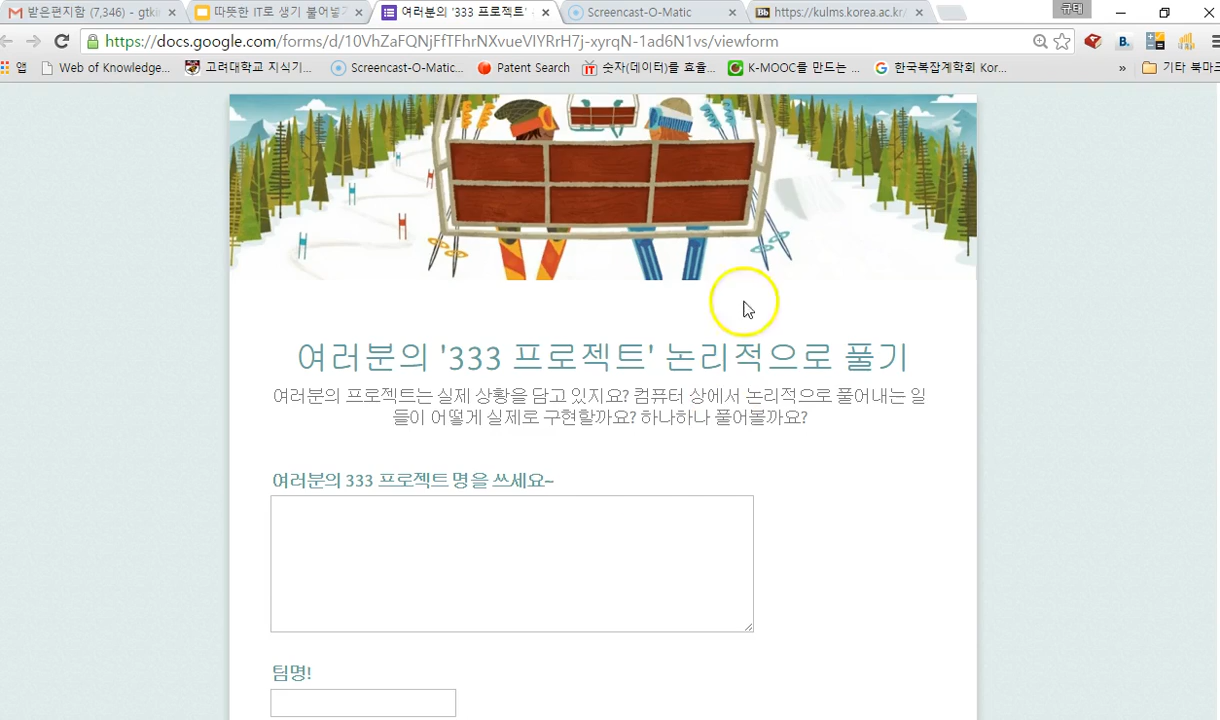 받은편지함 (7,346) - gtki
따뜻한 IT로 생기 불어넣기
여러분의 '333 프로젝트'
Screencast-O-Matic
Bb https://kulms.korea.ac.kr/
규태
https://docs.google.com/forms/d/10VhZaFQNjFfTFhrNXvueVIYRrH7j-xyrqN-1ad6N1vs/viewform
앱
Web of Knowledge...
고려대학교 지식기...
Screencast-O-Matic...
Patent Search
숫자(데이터)를 효율...
K-MOOC를 만드는 ...
한국복잡계학회 Kor...
»
기타 북마크
여러분의 '333 프로젝트' 논리적으로 풀기
여러분의 프로젝트는 실제 상황을 담고 있지요? 컴퓨터 상에서 논리적으로 풀어내는 일
들이 어떻게 실제로 구현할까요? 하나하나 풀어볼까요?
여러분의 333 프로젝트 명을 쓰세요~
팀명!